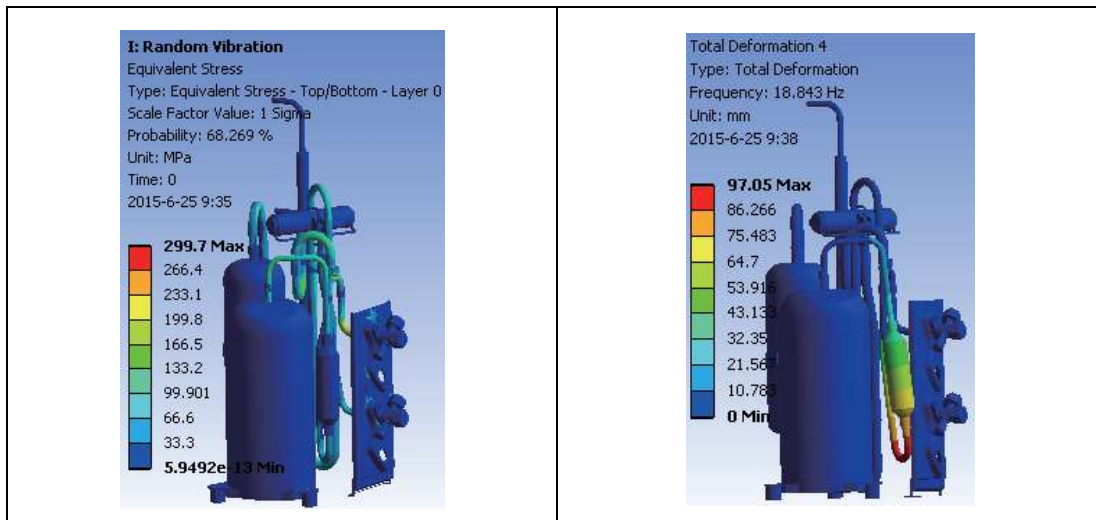 I: Random Vibration
Equivalent Stress
Type: Equivalent Stress - Top/Bottom - Layer 0
Scale Factor Value: 1 Sigma
Probability: 68.269 %
Unit: MPa
Time: 0
2015-6-25 9:35
299.7 Max
266.4
233.1
199.8
166.5
133.2
99.901
66.6
33.3
5.9492e-13 Min
Total Deformation 4
Type: Total Deformation
Frequency: 18.843 Hz
Unit: mm
2015-6-25 9:38
97.05 Max
86.266
75.483
64.7
53.916
43.133
32.35
21.567
10.783
0 Min